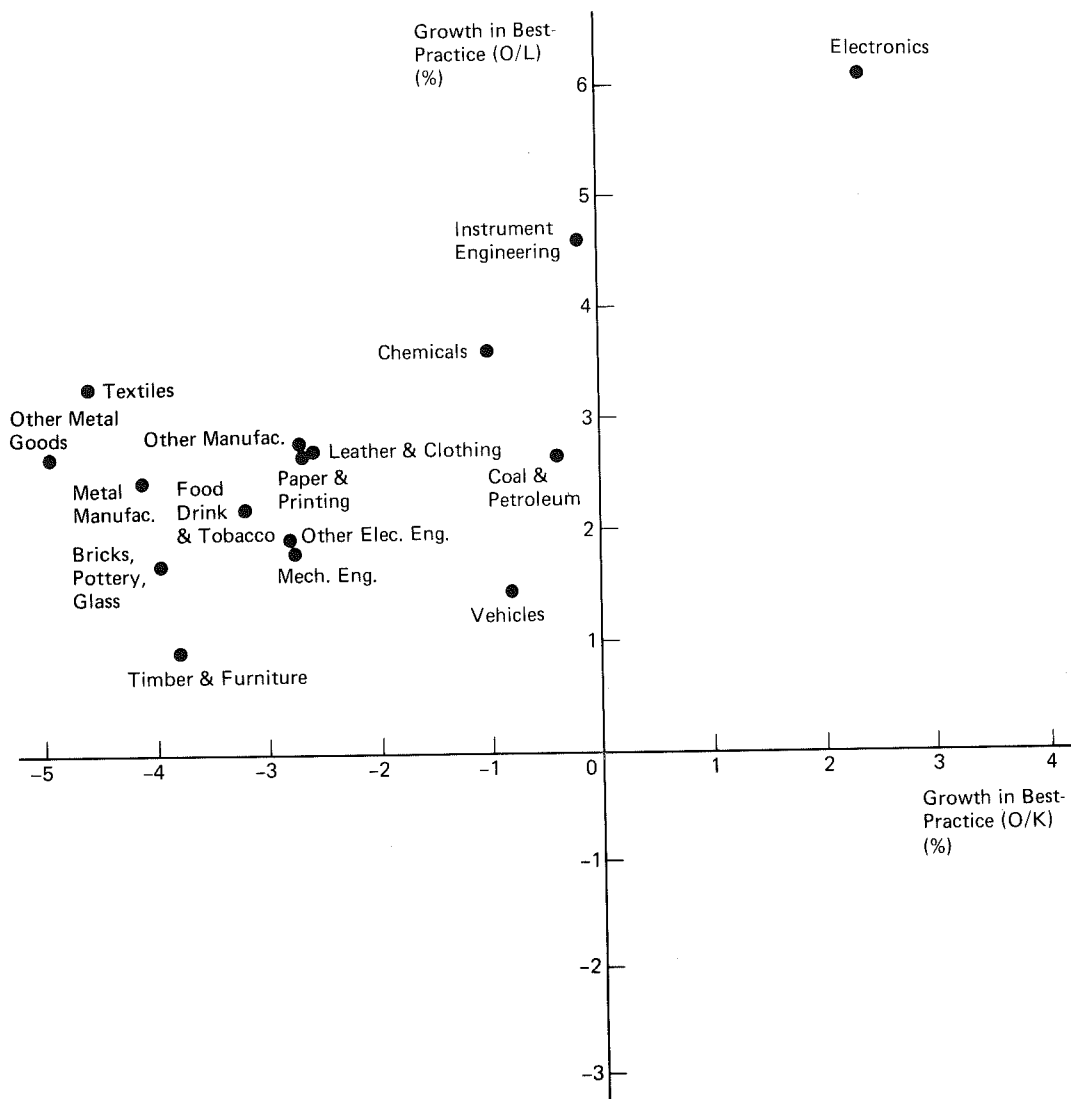 Growth in Best-
Practice (O/L)
(%)
Electronics
6
5
Instrument
Engineering
4
Chemicals
Textiles
3
Other Metal
Goods
Other Manufac.
Leather & Clothing
Paper &
Printing
Coal &
Petroleum
Metal
Manufac.
Food
Drink
& Tobacco
2
Other Elec. Eng.
Mech. Eng.
Bricks,
Pottery,
Glass
Vehicles
1
Timber & Furniture
-5
-4
-3
-2
-1
0
1
2
3
4
Growth in Best-
Practice (O/K)
(%)
-1
-2
-3